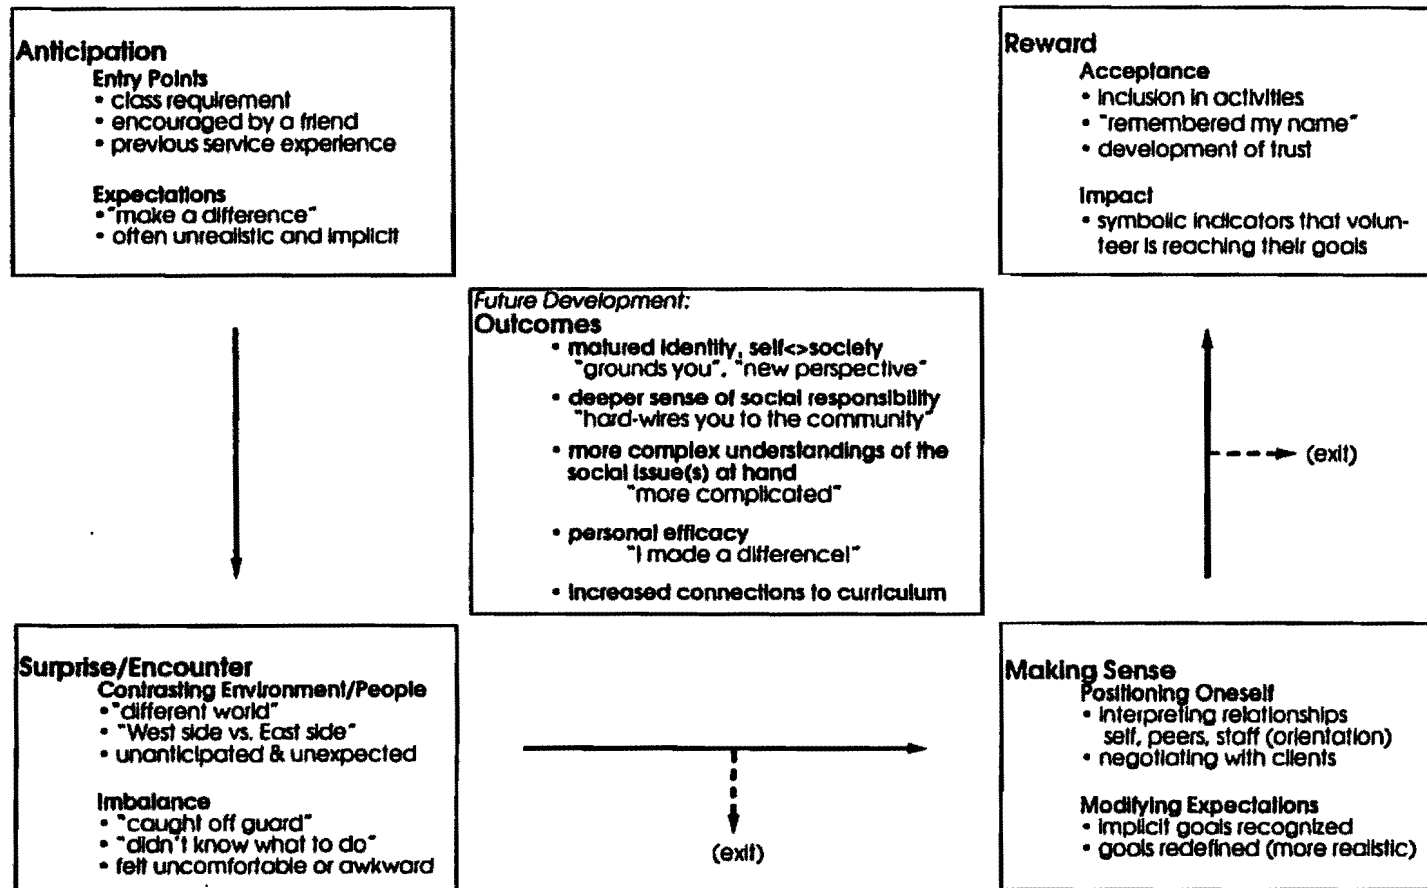 Anticipation
Entry Points
• class requirement
• encouraged by a friend
• previous service experience
Expectations
• "make a difference"
• often unrealistic and implicit
Reward
Acceptance
• inclusion in activities
• "remembered my name"
• development of trust
Impact
• symbolic indicators that volun-
teer is reaching their goals
Future Development:
Outcomes
• matured identity, self<>society
"grounds you", "new perspective"
• deeper sense of social responsibility
"hard-wires you to the community"
• more complex understandings of the
social issue(s) at hand
"more complicated"
• personal efficacy
"I made a difference!"
• increased connections to curriculum
(exit)
Surprise/Encounter
Contrasting Environment/People
• "different world"
• "West side vs. East side"
• unanticipated & unexpected
Imbalance
• "caught off guard"
• "didn't know what to do"
• felt uncomfortable or awkward
(exit)
Making Sense
Positioning Oneself
• interpreting relationships
self, peers, staff (orientation)
• negotiating with clients
Modifying Expectations
• implicit goals recognized
• goals redefined (more realistic)